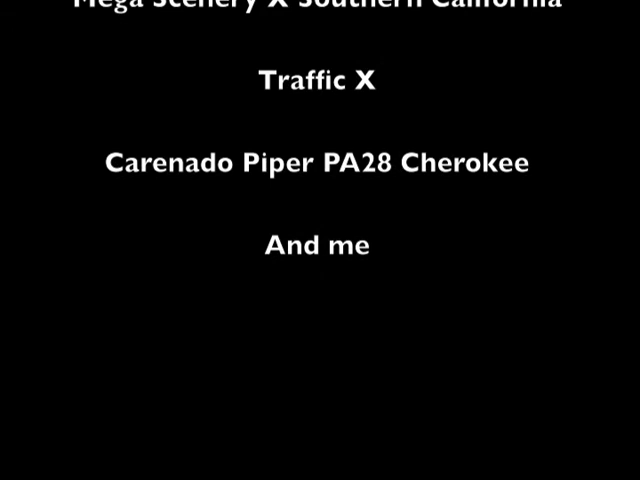 Mega Scenery X Southern California
Traffic X
Carenado Piper PA28 Cherokee
And me